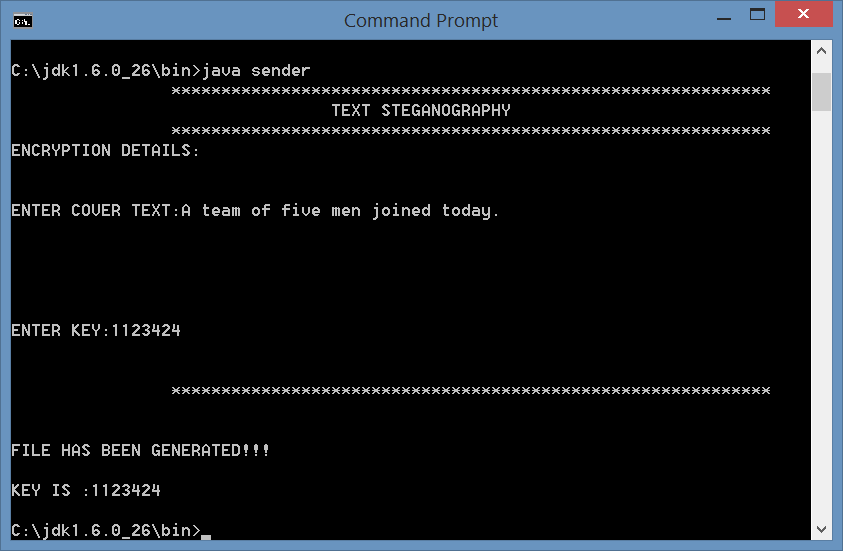 Command Prompt
C:\jdk1.6.0_26\bin>java sender
************************************************************
TEXT STEGANOGRAPHY
************************************************************
ENCRYPTION DETAILS:
ENTER COVER TEXT:A team of five men joined today.
ENTER KEY:1123424
************************************************************
FILE HAS BEEN GENERATED!!!
KEY IS :1123424
C:\jdk1.6.0_26\bin>_